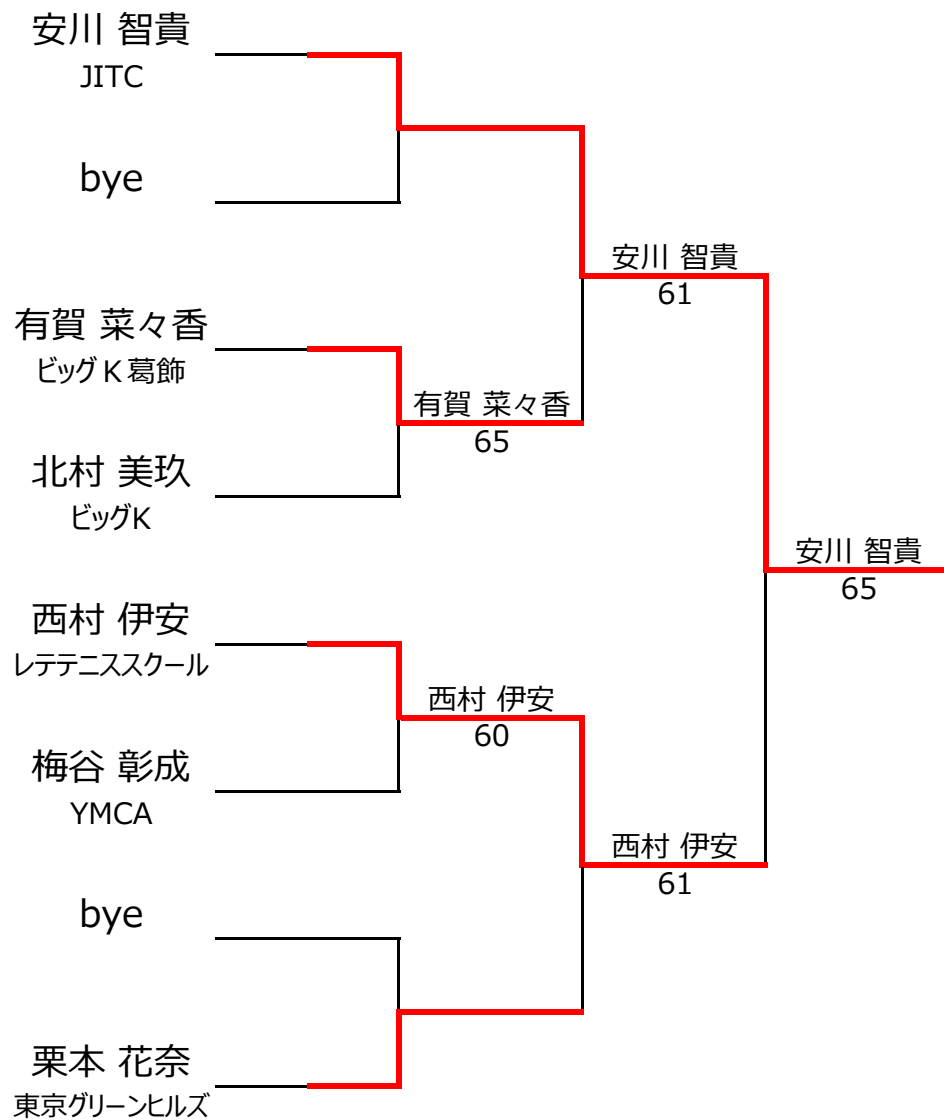 安川 智貴
JITC
bye
有賀 菜々香
ビッグK葛飾
北村 美玖
ビッグK
西村 伊安
レテテニススクール
梅谷 彰成
YMCA
bye
栗本 花奈
東京グリーンヒルズ
有賀 菜々香
65
西村 伊安
60
安川 智貴
61
西村 伊安
61
安川 智貴
65